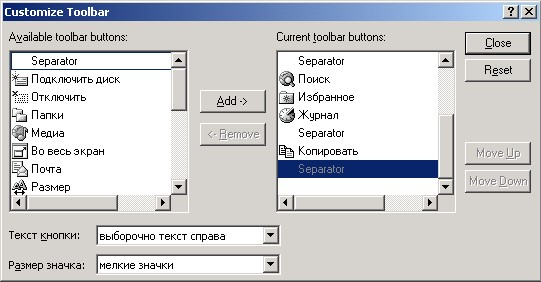 Customize Toolbar
Available toolbar buttons:
Separator
Подключить диск
Отключить
Папки
Медиа
Во весь экран
Почта
Размер
Add ->
<- Remove
Current toolbar buttons:
Separator
Поиск
Избранное
Журнал
Separator
Копировать
Separator
Close
Reset
Move Up
Move Down
Текст кнопки:
выборочно текст справа
Размер значка:
мелкие значки